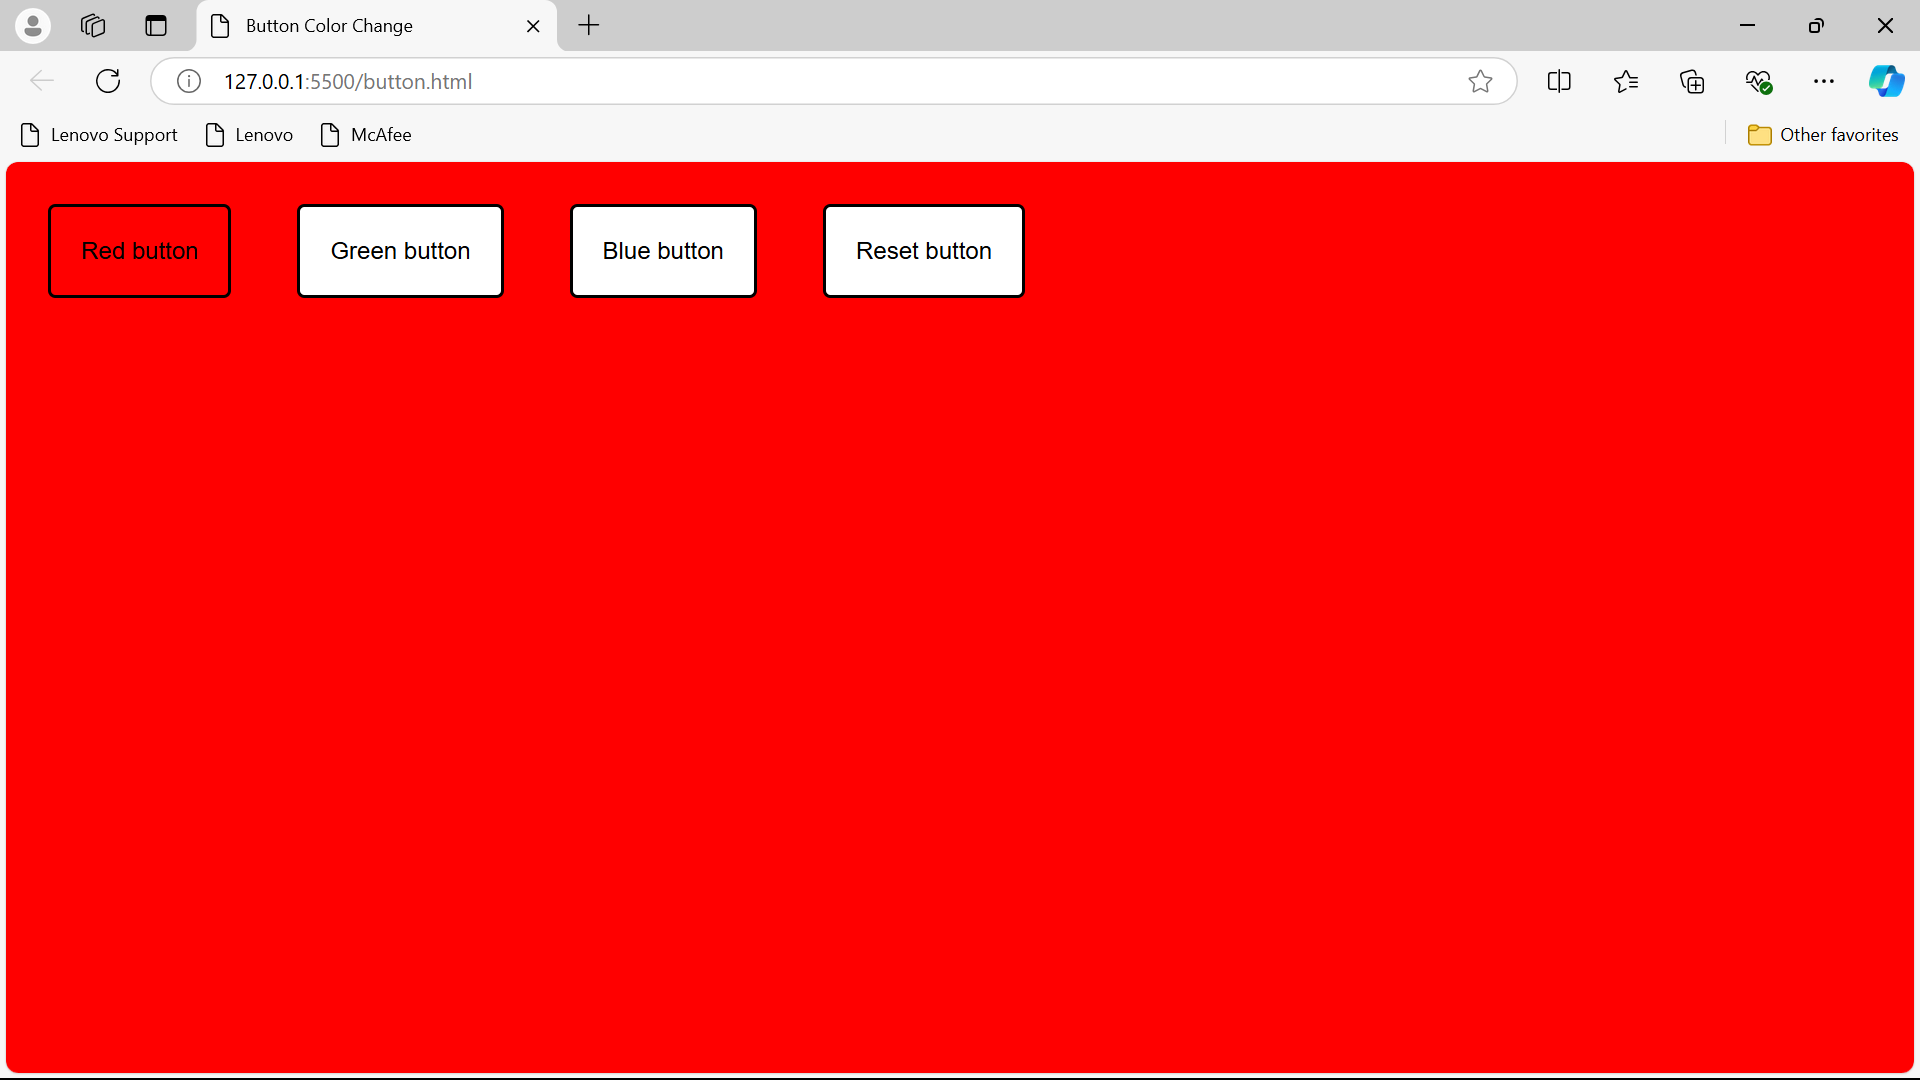 Button Color Change
127.0.0.1:5500/button.html
Lenovo Support Lenovo McAfee Other favorites
Red button Green button Blue button Reset button